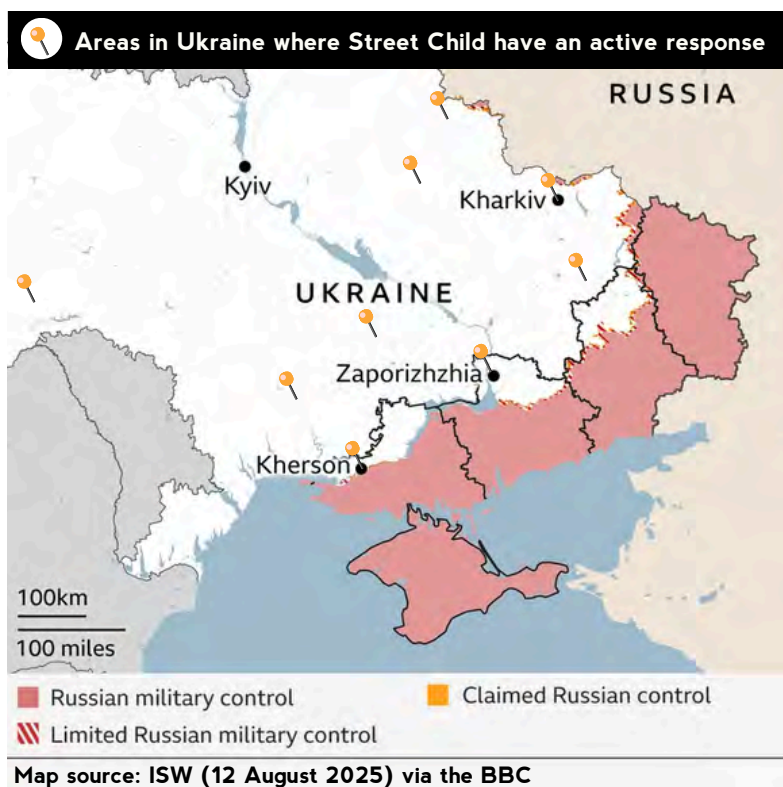 Areas in Ukraine where Street Child have an active response
RUSSIA
Kyiv
Kharkiv
UKRAINE
Zaporizhzhia
Kherson
100km
100 miles
Russian military control
Claimed Russian control
Limited Russian military control
Map source: ISW (12 August 2025) via the BBC